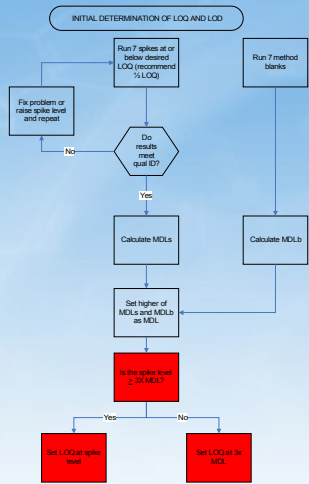 INITIAL DETERMINATION OF LOQ AND LOD
Run 7 spikes at or
below desired
LOQ (recommend
½ LOQ)
Run 7 method
blanks
Fix problem or
raise spike level
and repeat
Do
results
meet
qual ID?
No
Yes
Calculate MDLs
Calculate MDLb
Set higher of
MDLs and MDLb
as MDL
Is the spike level
≥ 3X MDL?
Yes
No
Set LOQ at spike
level
Set LOQ at 3x
MDL